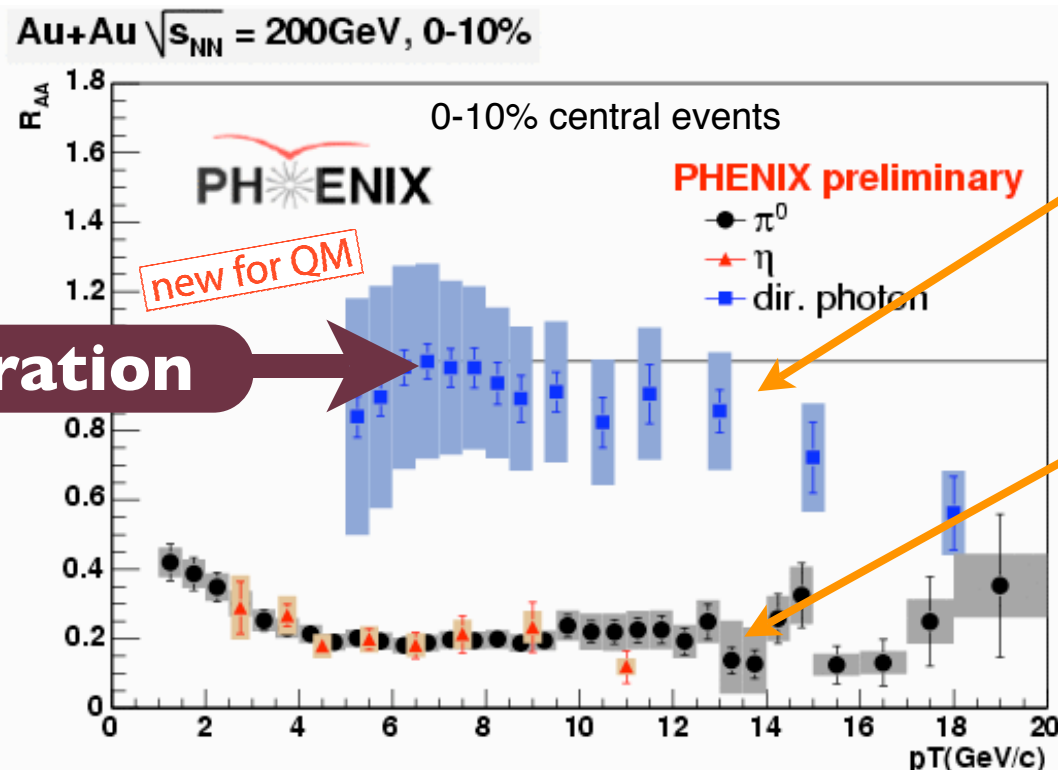 Au+Au √sNN = 200GeV, 0-10%
RAA
1.8
1.6
1.4
1.2
0.8
0.6
0.4
0.2
0
0-10% central events
PHENIX
PHENIX preliminary
π⁰
η
dir. photon
new for QM
ration
0 2 4 6 8 10 12 14 16 18 20
pT(GeV/c)